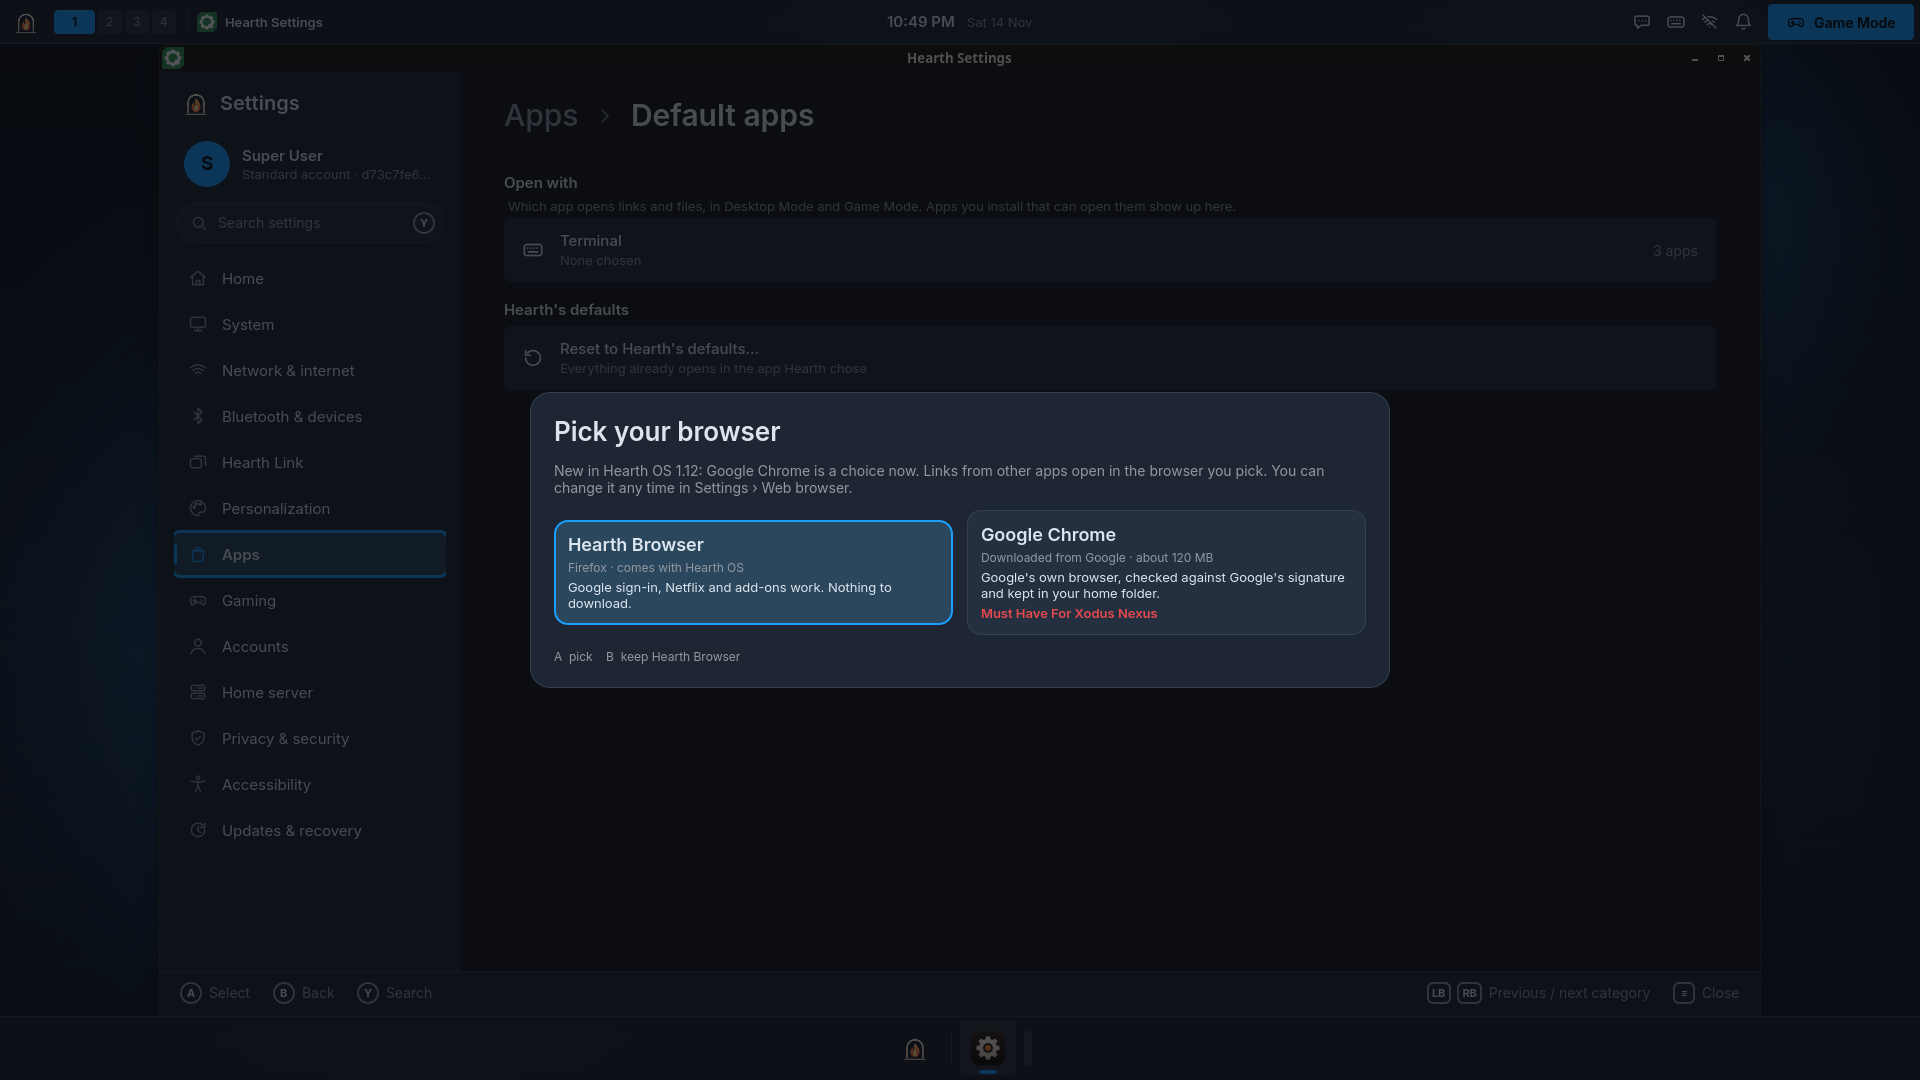 1 2 3 4 Hearth Settings
10:49 PM Sat 14 Nov
Game Mode
Hearth Settings
Settings
S
Super User
Standard account · d73c7fe6...
Search settings Y
Home
System
Network & internet
Bluetooth & devices
Hearth Link
Personalization
Apps
Gaming
Accounts
Home server
Privacy & security
Accessibility
Updates & recovery
Apps › Default apps
Open with
Which app opens links and files, in Desktop Mode and Game Mode. Apps you install that can open them show up here.
Terminal
None chosen
3 apps
Hearth's defaults
Reset to Hearth's defaults...
Everything already opens in the app Hearth chose
Pick your browser
New in Hearth OS 1.12: Google Chrome is a choice now. Links from other apps open in the browser you pick. You can
change it any time in Settings › Web browser.
Hearth Browser
Firefox · comes with Hearth OS
Google sign-in, Netflix and add-ons work. Nothing to
download.
Google Chrome
Downloaded from Google · about 120 MB
Google's own browser, checked against Google's signature
and kept in your home folder.
Must Have For Xodus Nexus
A pick B keep Hearth Browser
A Select B Back Y Search
LB RB Previous / next category ≡ Close